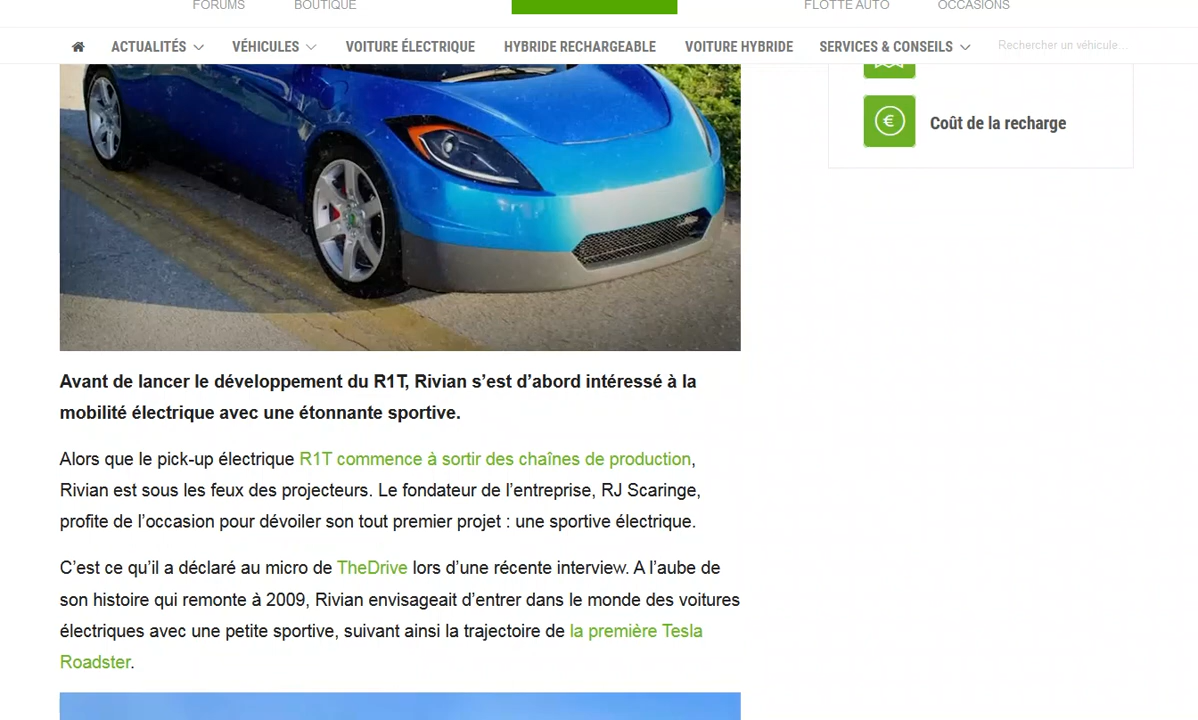 FORUMS BOUTIQUE FLOTTE AUTO OCCASIONS
ACTUALITÉS VÉHICULES VOITURE ÉLECTRIQUE HYBRIDE RECHARGEABLE VOITURE HYBRIDE SERVICES & CONSEILS Rechercher un véhicule...
€ Coût de la recharge
Avant de lancer le développement du R1T, Rivian s’est d’abord intéressé à la
mobilité électrique avec une étonnante sportive.
Alors que le pick-up électrique R1T commence à sortir des chaînes de production,
Rivian est sous les feux des projecteurs. Le fondateur de l’entreprise, RJ Scaringe,
profite de l’occasion pour dévoiler son tout premier projet : une sportive électrique.
C’est ce qu’il a déclaré au micro de TheDrive lors d’une récente interview. A l’aube de
son histoire qui remonte à 2009, Rivian envisageait d’entrer dans le monde des voitures
électriques avec une petite sportive, suivant ainsi la trajectoire de la première Tesla
Roadster.